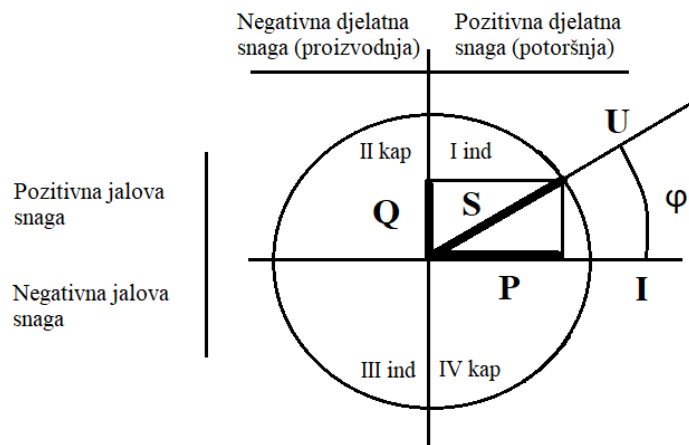 Negativna djelatna
snaga (proizvodnja)
Pozitivna djelatna
snaga (potoršnja)
U
II kap
I ind
Pozitivna jalova
snaga
Q
S
φ
Negativna jalova
snaga
P
I
III ind
IV kap